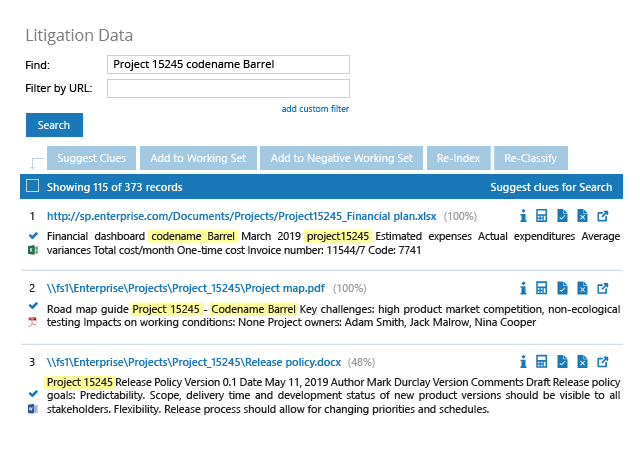 Litigation Data
Find: Project 15245 codename Barrel
Filter by URL:
add custom filter
Search
Suggest Clues Add to Working Set Add to Negative Working Set Re-Index Re-Classify
Showing 115 of 373 records Suggest clues for Search
1 http://sp.enterprise.com/Documents/Projects/Project15245_Financial plan.xlsx (100%)
Financial dashboard codename Barrel March 2019 project15245 Estimated expenses Actual expenditures Average
variances Total cost/month One-time cost Invoice number: 11544/7 Code: 7741
2 \\fs1\Enterprise\Projects\Project_15245\Project map.pdf (100%)
Road map guide Project 15245 - Codename Barrel Key challenges: high product market competition, non-ecological
testing Impacts on working conditions: None Project owners: Adam Smith, Jack Malrow, Nina Cooper
3 \\fs1\Enterprise\Projects\Project_15245\Release policy.docx (48%)
Project 15245 Release Policy Version 0.1 Date May 11, 2019 Author Mark Durclay Version Comments Draft Release policy
goals: Predictability. Scope, delivery time and development status of new product versions should be visible to all
stakeholders. Flexibility. Release process should allow for changing priorities and schedules.